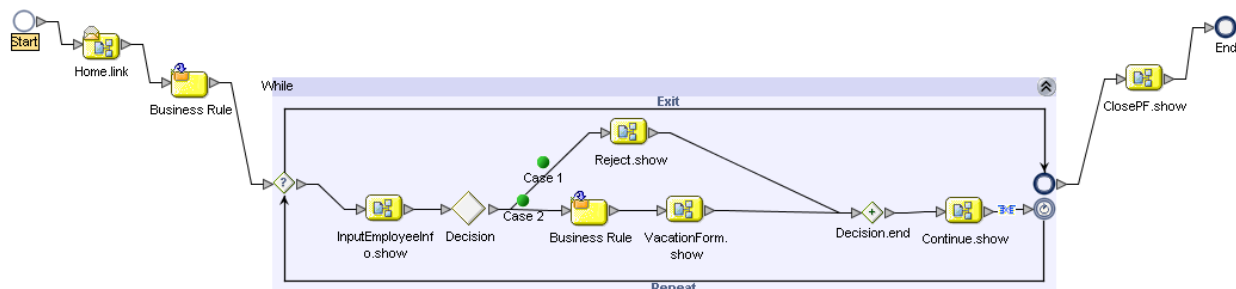 Start
Home.link
Business Rule
While
Exit
Reject.show
Case 1
Case 2
InputEmployeeInf
o.show
Decision
Business Rule
VacationForm.
show
Decision.end
Continue.show
Repeat
ClosePF.show
End